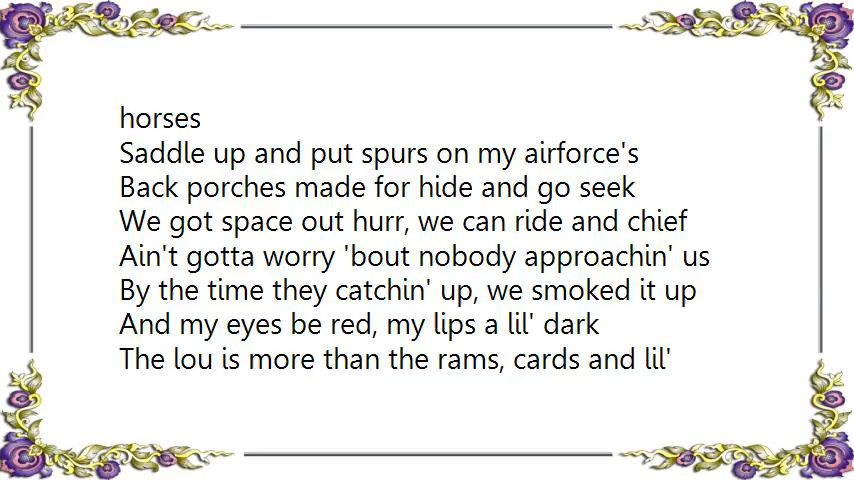 horses
Saddle up and put spurs on my airforce's
Back porches made for hide and go seek
We got space out hurr, we can ride and chief
Ain't gotta worry 'bout nobody approachin' us
By the time they catchin' up, we smoked it up
And my eyes be red, my lips a lil' dark
The lou is more than the rams, cards and lil'